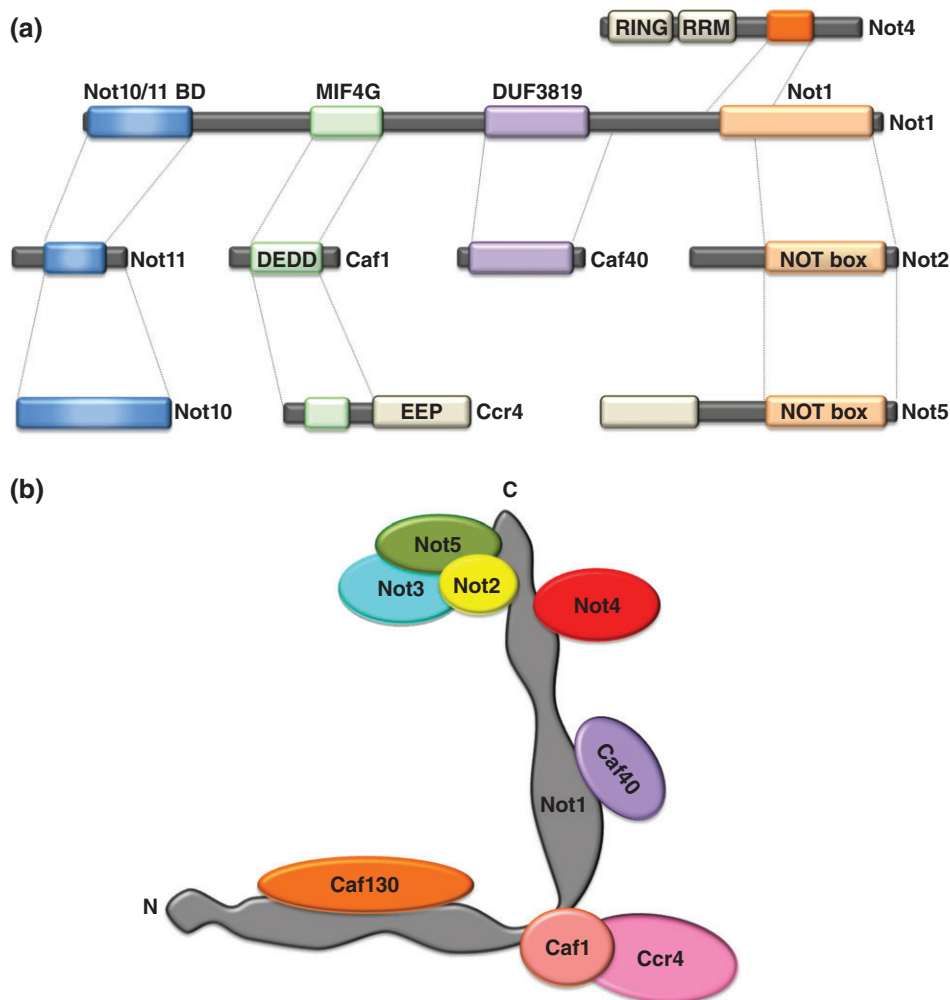 (a)
RING RRM Not4
Not10/11 BD MIF4G DUF3819 Not1
Not1
Not11 DEDD Caf1 Caf40 NOT box Not2
Not10 EEP Ccr4 NOT box Not5
(b)
C
Not5
Not3 Not2 Not4
Caf40
Not1
Caf130
N
Caf1 Ccr4